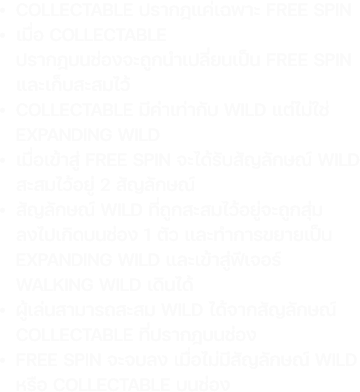 • COLLECTABLE ปรากฏแค่เฉพาะ FREE SPIN
• เมื่อ COLLECTABLE
ปรากฏบนช่องจะถูกนำเปลี่ยนเป็น FREE SPIN
และเก็บสะสมไว้
• COLLECTABLE มีค่าเท่ากับ WILD แต่ไม่ใช่
EXPANDING WILD
• เมื่อเข้าสู่ FREE SPIN จะได้รับสัญลักษณ์ WILD
สะสมไว้อยู่ 2 สัญลักษณ์
• สัญลักษณ์ WILD ที่ถูกสะสมไว้อยู่จะถูกสุ่ม
ลงไปเกิดบนช่อง 1 ตัว และทำการขยายเป็น
EXPANDING WILD และเข้าสู่ฟีเจอร์
WALKING WILD เดินได้
• ผู้เล่นสามารถสะสม WILD ได้จากสัญลักษณ์
COLLECTABLE ที่ปรากฏบนช่อง
• FREE SPIN จะจบลง เมื่อไม่มีสัญลักษณ์ WILD
หรือ COLLECTABLE บนช่อง